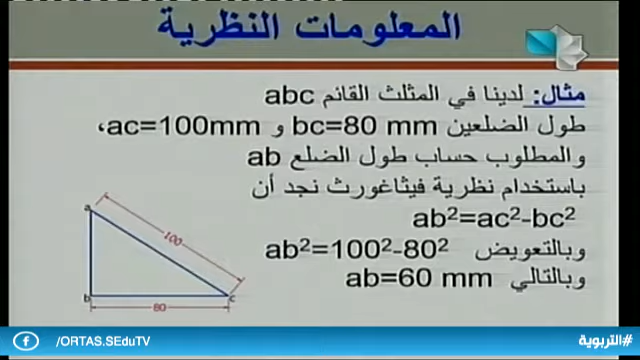 المعلومات النظرية
مثال: لدينا في المثلث القائم abc
طول الضلعين bc=80 mm و ac=100mm،
والمطلوب حساب طول الضلع ab
باستخدام نظرية فيثاغورث نجد أن
ab²=ac²-bc²
وبالتعويض ab²=100²-80²
وبالتالي ab=60 mm
a
100
b
c
80
/ORTAS.SEduTV
#التربوية